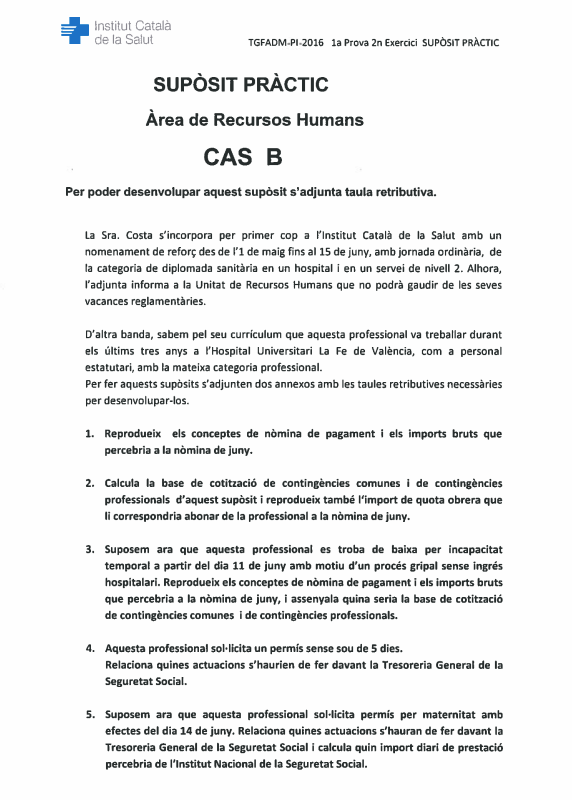 Institut Català
de la Salut
TGFADM-PI-2016 1a Prova 2n Exercici SUPÒSIT PRÀCTIC
SUPÒSIT PRÀCTIC
Àrea de Recursos Humans
CAS B
Per poder desenvolupar aquest supòsit s'adjunta taula retributiva.
La Sra. Costa s'incorpora per primer cop a l'Institut Català de la Salut amb un
nomenament de reforç des de l'1 de maig fins al 15 de juny, amb jornada ordinària, de
la categoria de diplomada sanitària en un hospital i en un servei de nivell 2. Alhora,
l'adjunta informa a la Unitat de Recursos Humans que no podrà gaudir de les seves
vacances reglamentàries.
D'altra banda, sabem pel seu currículum que aquesta professional va treballar durant
els últims tres anys a l'Hospital Universitari La Fe de València, com a personal
estatutari, amb la mateixa categoria professional.
Per fer aquests supòsits s'adjunten dos annexos amb les taules retributives necessàries
per desenvolupar-los.
1. Reprodueix els conceptes de nòmina de pagament i els imports bruts que
percebria a la nòmina de juny.
2. Calcula la base de cotització de contingències comunes i de contingències
professionals d'aquest supòsit i reprodueix també l'import de quota obrera que
li correspondria abonar de la professional a la nòmina de juny.
3. Suposem ara que aquesta professional es troba de baixa per incapacitat
temporal a partir del dia 11 de juny amb motiu d'un procés gripal sense ingrés
hospitalari. Reprodueix els conceptes de nòmina de pagament i els imports bruts
que percebria a la nòmina de juny, i assenyala quina seria la base de cotització
de contingències comunes i de contingències professionals.
4. Aquesta professional sol·licita un permís sense sou de 5 dies.
Relaciona quines actuacions s'haurien de fer davant la Tresoreria General de la
Seguretat Social.
5. Suposem ara que aquesta professional sol·licita permís per maternitat amb
efectes del dia 14 de juny. Relaciona quines actuacions s'hauran de fer davant la
Tresoreria General de la Seguretat Social i calcula quin import diari de prestació
percebria de l'Institut Nacional de la Seguretat Social.